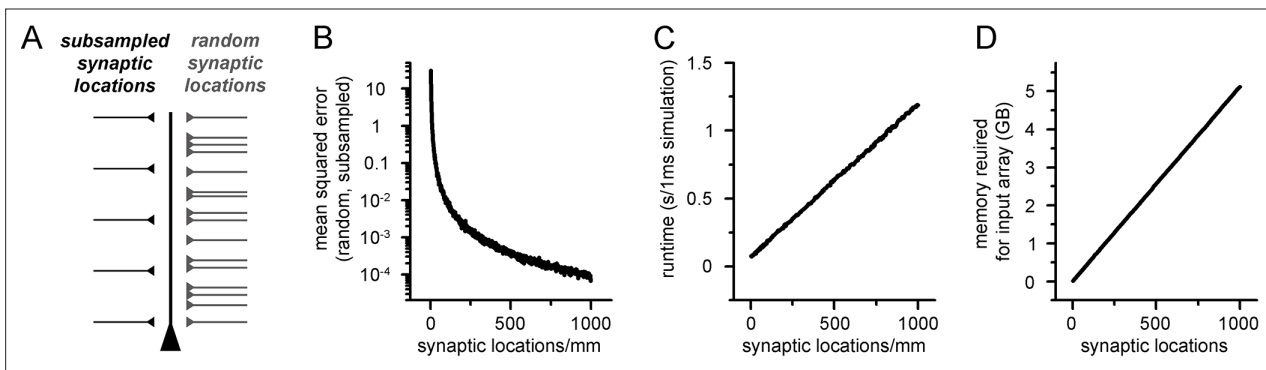 A
subsampled
synaptic
locations
random
synaptic
locations
B
mean squared error
(random, subsampled)
10
1
0.1
10⁻²
10⁻³
10⁻⁴
0
500
1000
synaptic locations/mm
C
runtime (s/1ms simulation)
1.5
1
0.5
0
0
500
1000
synaptic locations/mm
D
memory reuired
for input array (GB)
5
4
3
2
1
0
0
500
1000
synaptic locations